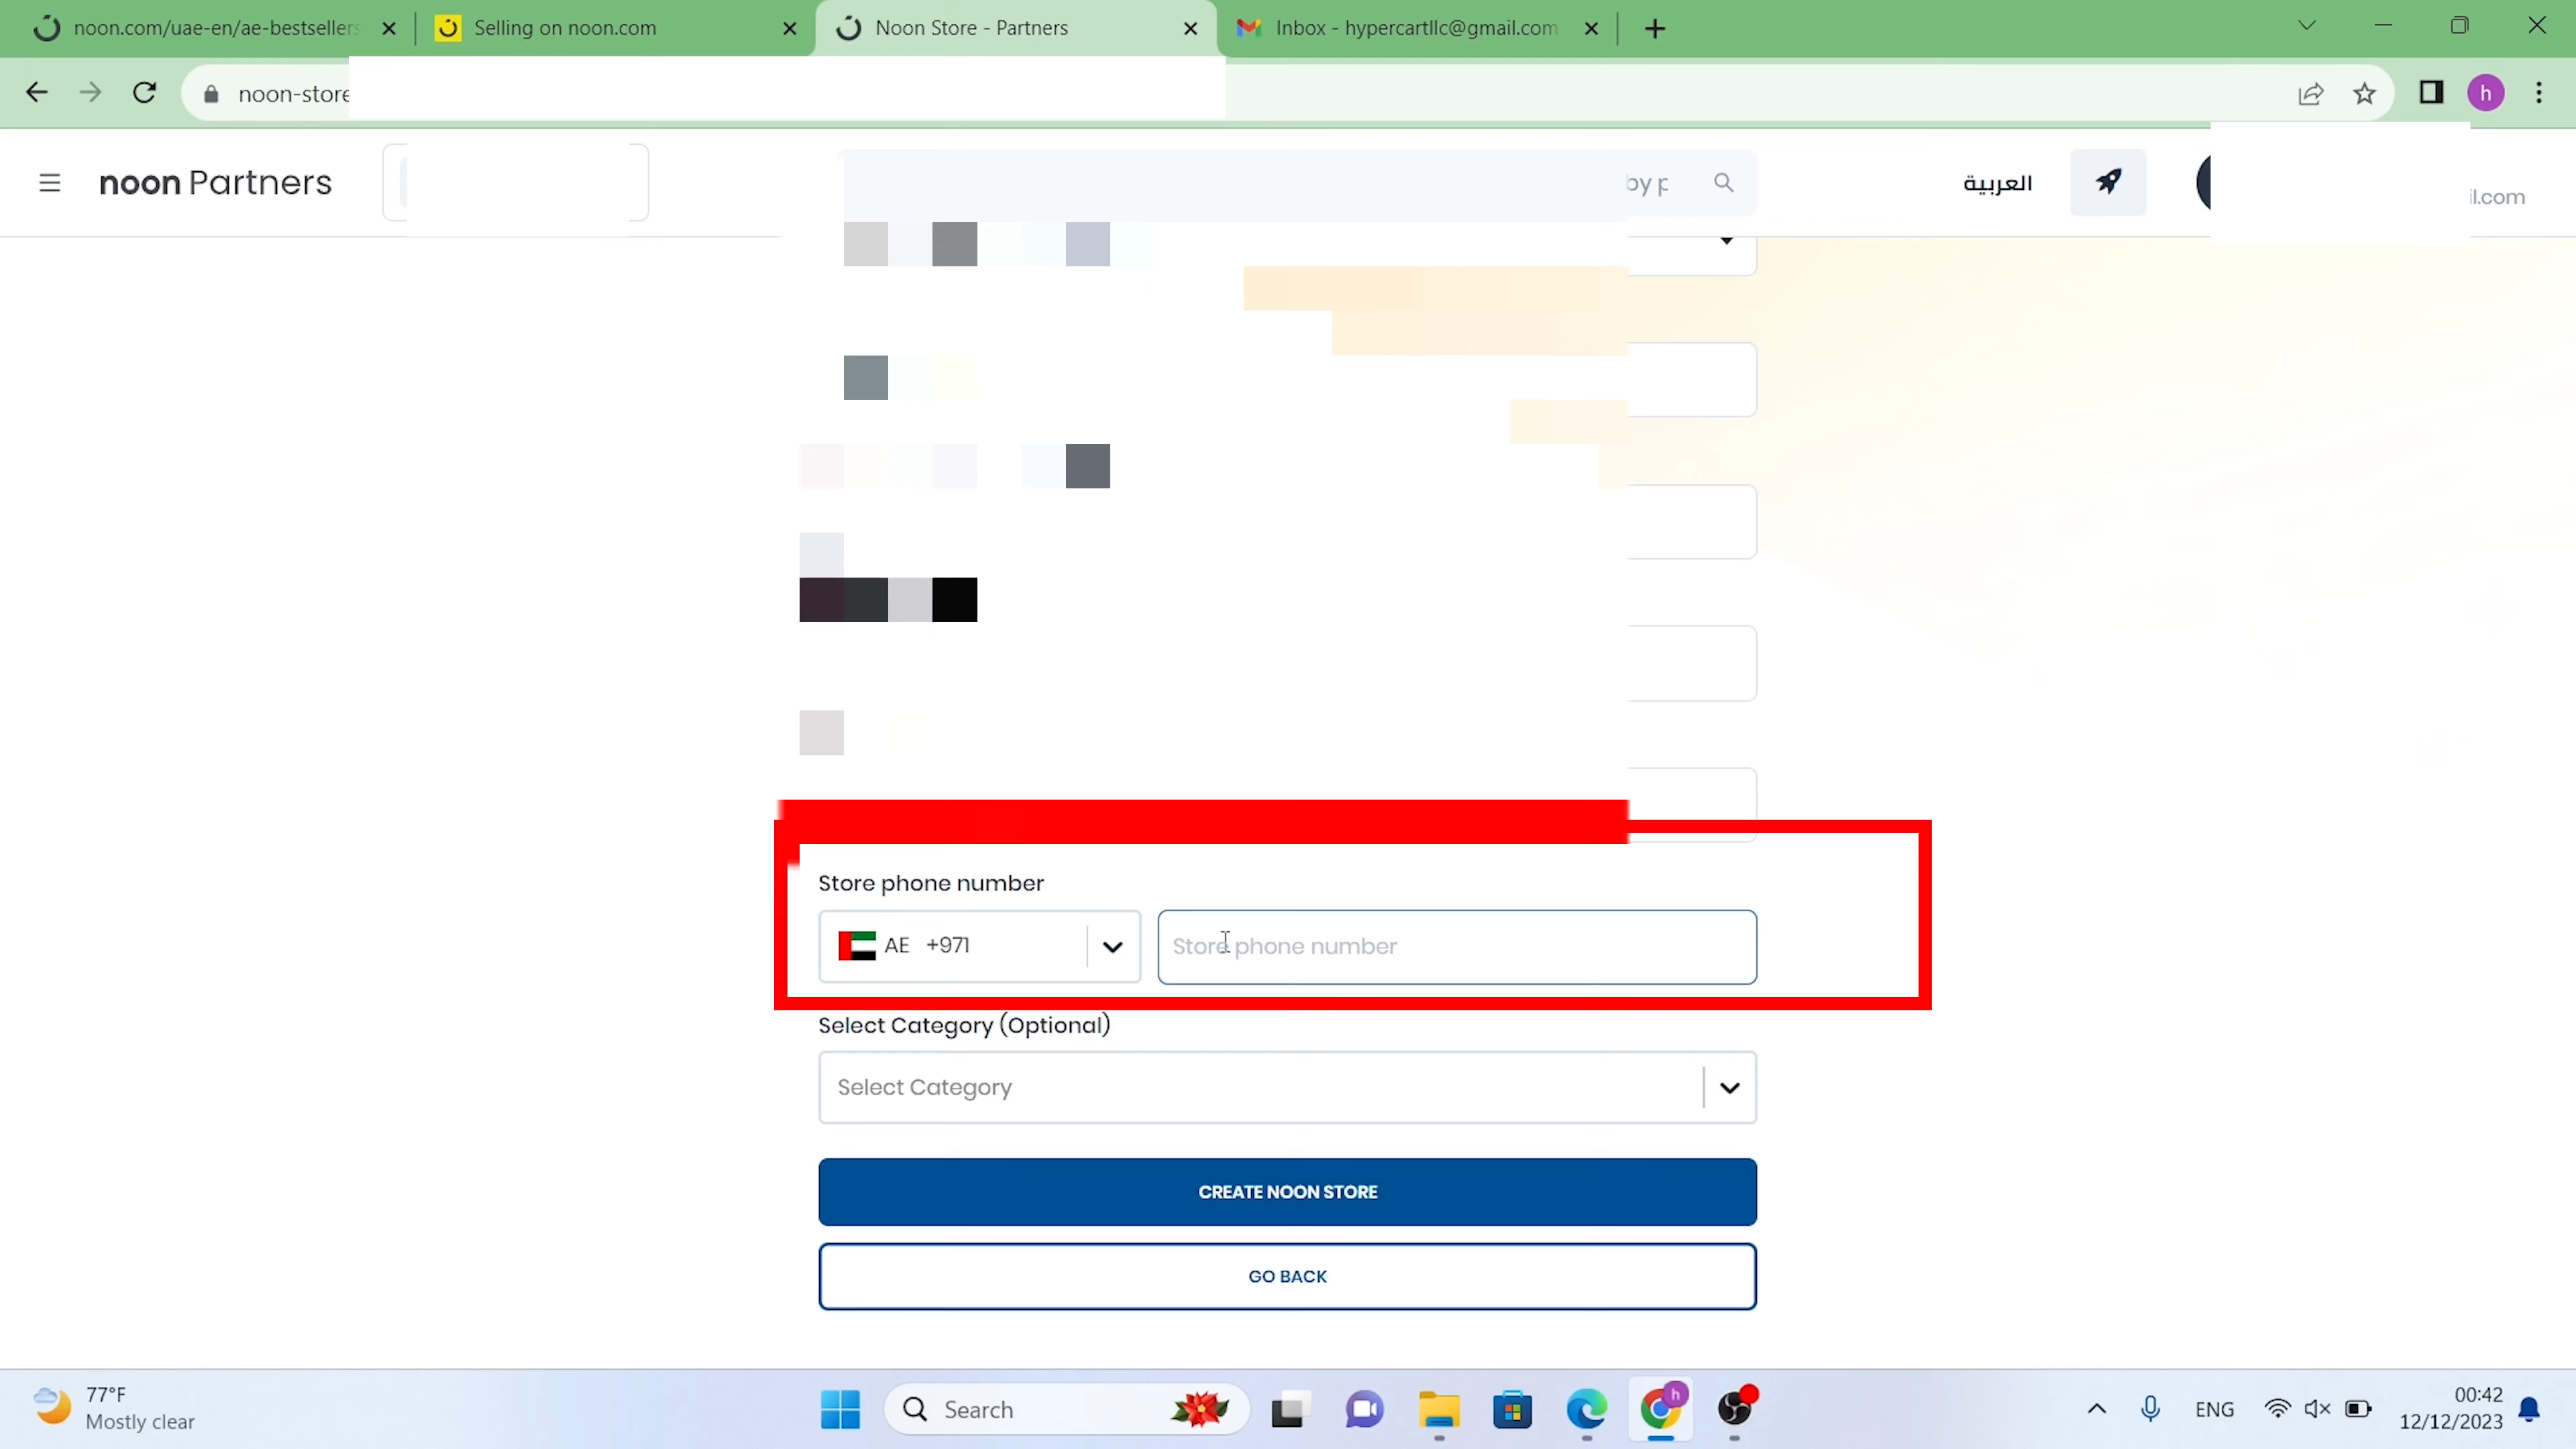 noon.com/uae-en/ae-bestsellers
Selling on noon.com
Noon Store - Partners
Inbox - hypercartllc@gmail.com
noon-store
h
noon Partners
by p
العربية
il.com
Store phone number
AE +971
Store phone number
Select Category (Optional)
Select Category
CREATE NOON STORE
GO BACK
77°F
Mostly clear
Search
h
ENG
00:42
12/12/2023